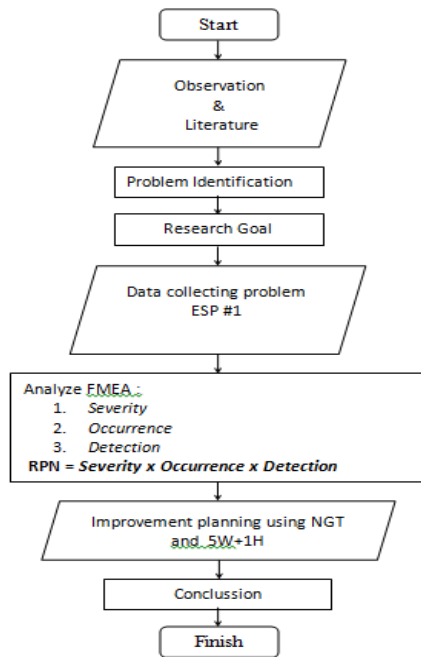 Start
Observation
&
Literature
Problem Identification
Research Goal
Data collecting problem
ESP #1
Analyze FMEA :
1. Severity
2. Occurrence
3. Detection
RPN = Severity x Occurrence x Detection
Improvement planning using NGT
and 5W+1H
Conclussion
Finish